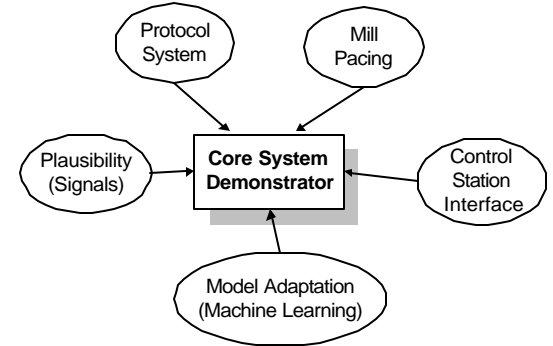 Protocol
System
Mill
Pacing
Plausibility
(Signals)
Core System
Demonstrator
Control
Station
Interface
Model Adaptation
(Machine Learning)